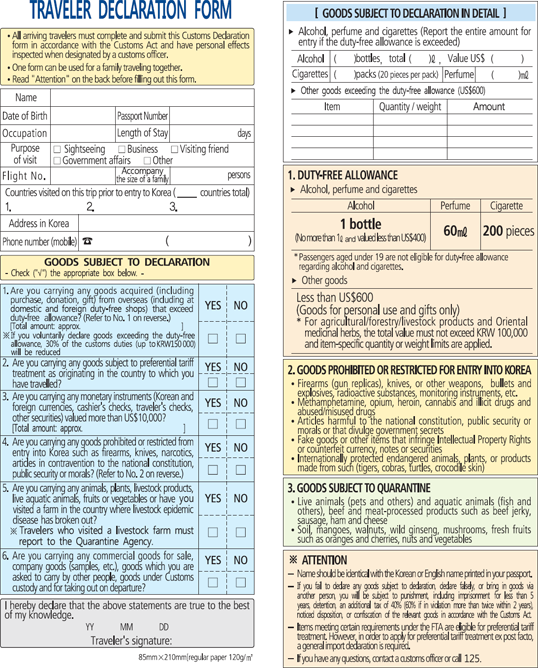 TRAVELER DECLARATION FORM
• All arriving travelers must complete and submit this Customs Declaration
form in accordance with the Customs Act and have personal effects
inspected when designated by a customs officer.
• One form can be used for a family traveling together.
• Read "Attention" on the back before filling out this form.
Name
Date of Birth Passport Number
Occupation Length of Stay days
Purpose of visit □ Sightseeing □ Business □ Visiting friend
□ Government affairs □ Other
Flight No. Accompany the size of a family persons
Countries visited on this trip prior to entry to Korea ( ____ countries total)
1. 2. 3.
Address in Korea
Phone number (mobile) ☎ ( )
GOODS SUBJECT TO DECLARATION
- Check ("√") the appropriate box below. -
1. Are you carrying any goods acquired (including
purchase, donation, gift) from overseas (including at
domestic and foreign duty-free shops) that exceed
duty-free allowance? (Refer to No. 1 on reverse.)
[Total amount: approx. ]
※ If you voluntarily declare goods exceeding the duty-free
allowance, 30% of the customs duties (up to KRW150000)
will be reduced
YES NO
□ □
2. Are you carrying any goods subject to preferential tariff
treatment as originating in the country to which you
have travelled?
YES NO
□ □
3. Are you carrying any monetary instruments (Korean and
foreign currencies, cashier's checks, traveler's checks,
other securities) valued more than US$10,000?
[Total amount: approx. ]
YES NO
□ □
4. Are you carrying any goods prohibited or restricted from
entry into Korea such as firearms, knives, narcotics,
articles in contravention to the national constitution,
public security or morals? (Refer to No. 2 on reverse.)
YES NO
□ □
5. Are you carrying any animals, plants, livestock products,
live aquatic animals, fruits or vegetables or have you
visited a farm in the country where livestock epidemic
disease has broken out?
※ Travelers who visited a livestock farm must
report to the Quarantine Agency.
YES NO
□ □
6. Are you carrying any commercial goods for sale,
company goods (samples, etc.), goods which you are
asked to carry by other people, goods under Customs
custody and for taking out on departure?
YES NO
□ □
I hereby declare that the above statements are true to the best
of my knowledge.
YY MM DD
Traveler's signature:
85mm×210mm(regular paper 120g/㎡)
[ GOODS SUBJECT TO DECLARATION IN DETAIL ]
▶ Alcohol, perfume and cigarettes (Report the entire amount for
entry if the duty-free allowance is exceeded)
Alcohol ( )bottles, total ( )ℓ, Value US$ ( )
Cigarettes ( )packs (20 pieces per pack) Perfume ( )㎖
▶ Other goods exceeding the duty-free allowance (US$600)
Item Quantity / weight Amount
1. DUTY-FREE ALLOWANCE
▶ Alcohol, perfume and cigarettes
Alcohol Perfume Cigarette
1 bottle 60㎖ 200 pieces
(No more than 1ℓ and valued less than US$400)
* Passengers aged under 19 are not eligible for duty-free allowance
regarding alcohol and cigarettes.
▶ Other goods
Less than US$600
(Goods for personal use and gifts only)
* For agricultural/forestry/livestock products and Oriental
medicinal herbs, the total value must not exceed KRW 100,000
and item-specific quantity or weight limits are applied.
2. GOODS PROHIBITED OR RESTRICTED FOR ENTRY INTO KOREA
• Firearms (gun replicas), knives, or other weapons, bullets and
explosives, radioactive substances, monitoring instruments, etc.
• Methamphetamine, opium, heroin, cannabis and illicit drugs and
abused/misused drugs
• Articles harmful to the national constitution, public security or
morals or that divulge government secrets
• Fake goods or other items that infringe Intellectual Property Rights
or counterfeit currency, notes or securities
• Internationally protected endangered animals, plants, or products
made from such (tigers, cobras, turtles, crocodile skin)
3. GOODS SUBJECT TO QUARANTINE
• Live animals (pets and others) and aquatic animals (fish and
others), beef and meat-processed products such as beef jerky,
sausage, ham and cheese
• Soil, mangoes, walnuts, wild ginseng, mushrooms, fresh fruits
such as oranges and cherries, nuts and vegetables
※ ATTENTION
– Name should be identical with the Korean or English name printed in your passport.
– If you fail to declare any goods subject to declaration, declare falsely, or bring in goods via
another person, you will be subject to punishment, including imprisonment for less than 5
years, detention, an additional tax of 40% (60% if in violation more than twice within 2 years),
noticed disposition, or confiscation of the relevant goods in accordance with the Customs Act.
– Items meeting certain requirements under the FTA are eligible for preferential tariff
treatment. However, in order to apply for preferential tariff treatment ex post facto,
a general import declaration is required.
– If you have any questions, contact a customs officer or call 125.